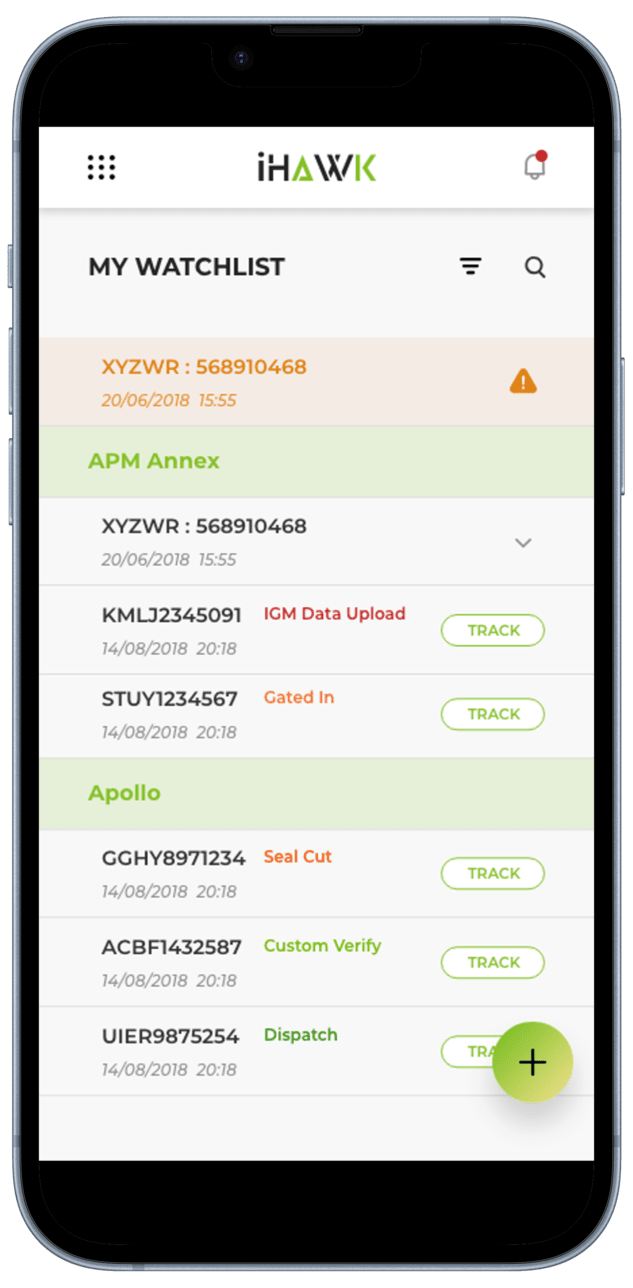 iHAWK
MY WATCHLIST
XYZWR : 568910468
20/06/2018 15:55
APM Annex
XYZWR : 568910468
20/06/2018 15:55
KMLJ2345091 IGM Data Upload
TRACK
14/08/2018 20:18
STUY1234567 Gated In
TRACK
14/08/2018 20:18
Apollo
GGHY8971234 Seal Cut
TRACK
14/08/2018 20:18
ACBF1432587 Custom Verify
TRACK
14/08/2018 20:18
UIER9875254 Dispatch
TRA
14/08/2018 20:18